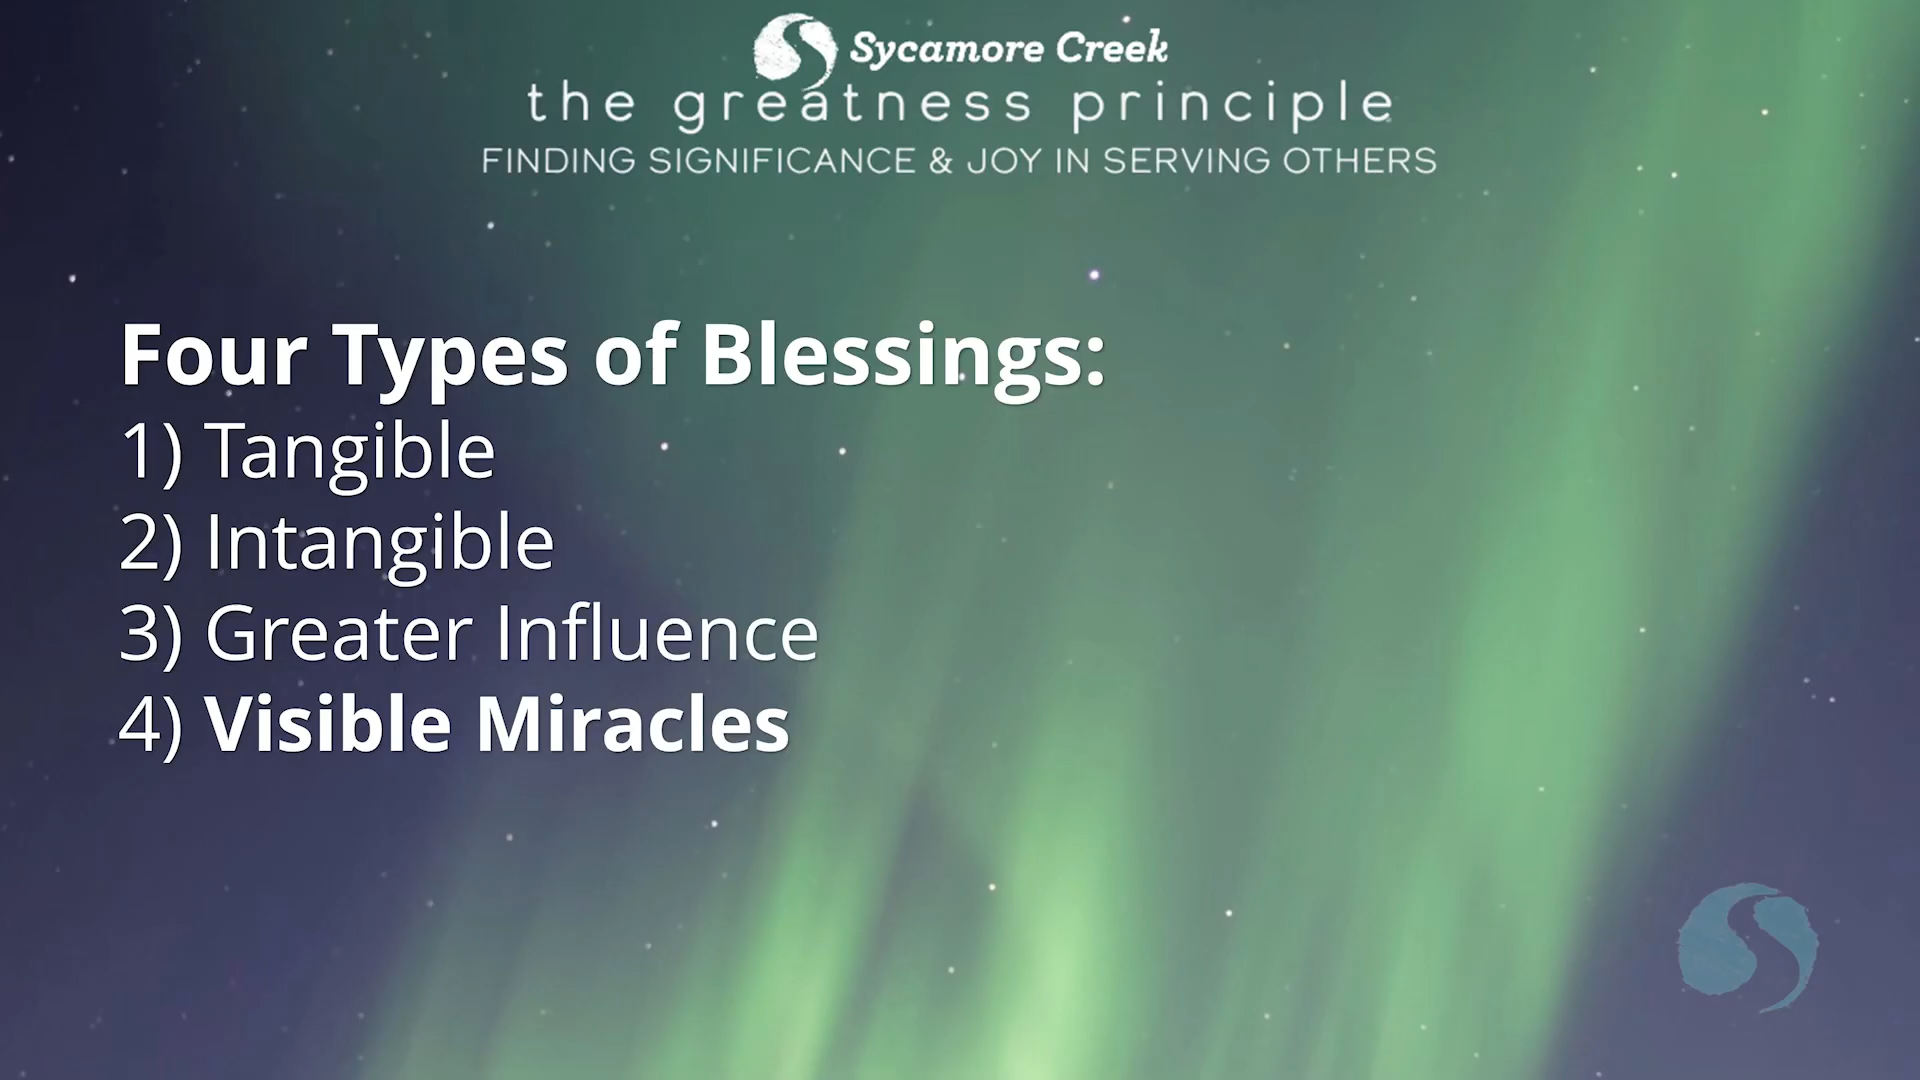 Sycamore Creek
the greatness principle
FINDING SIGNIFICANCE & JOY IN SERVING OTHERS
Four Types of Blessings:
1) Tangible
2) Intangible
3) Greater Influence
4) Visible Miracles